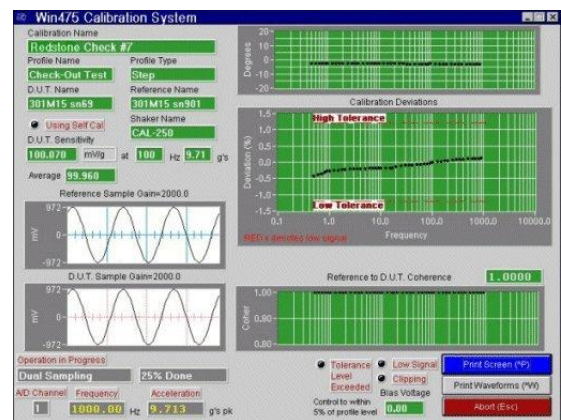 Win475 Calibration System
Calibration Name
Redstone Check #7
Profile Name
Profile Type
Check-Out Test
Step
D.U.T. Name
Reference Name
301M15 sn69
301M15 sn901
Using Self Cal
Shaker Name
CAL-250
D.U.T. Sensitivity
100.070 mV/g at 100 Hz 9.71 g's
Average 99.960
Reference Sample Gain=2000.0
972
0
-972
mV
D.U.T. Sample Gain=2000.0
972
0
-972
mV
Operation in Progress
Dual Sampling
25% Done
A/D Channel
Frequency
Acceleration
1
1000.00 Hz
9.713 g's pk
Degrees
20
10
0
-10
-20
Calibration Deviations
Deviation (%)
1.5
1.0
0.5
0.0
-0.5
-1.0
-1.5
High Tolerance
Low Tolerance
0.1
1.0
10.0
100.0
1000.0
10000.0
RED x denotes low signal
Frequency
Reference to D.U.T. Coherence
1.0000
Coher
1.00
0.90
0.80
Tolerance
Level
Exceeded
Low Signal
Clipping
Control to within
5% of profile level
Bias Voltage
0.00
Print Screen (^P)
Print Waveforms (^W)
Abort (Esc)